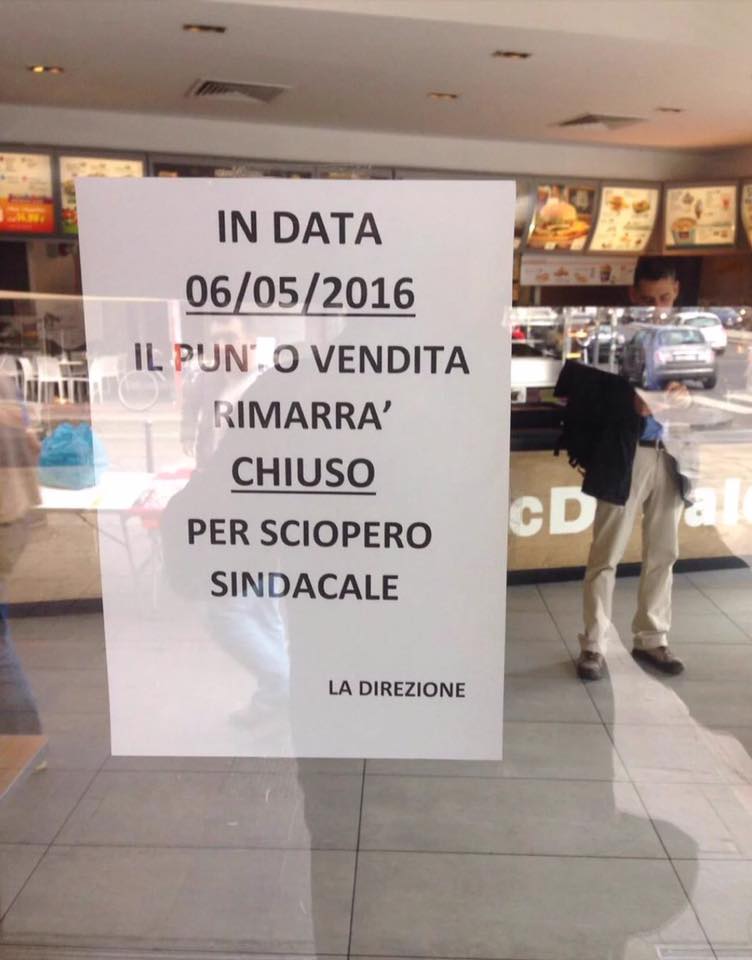 IN DATA
06/05/2016
IL PUNTO VENDITA
RIMARRA’
CHIUSO
PER SCIOPERO
SINDACALE
LA DIREZIONE